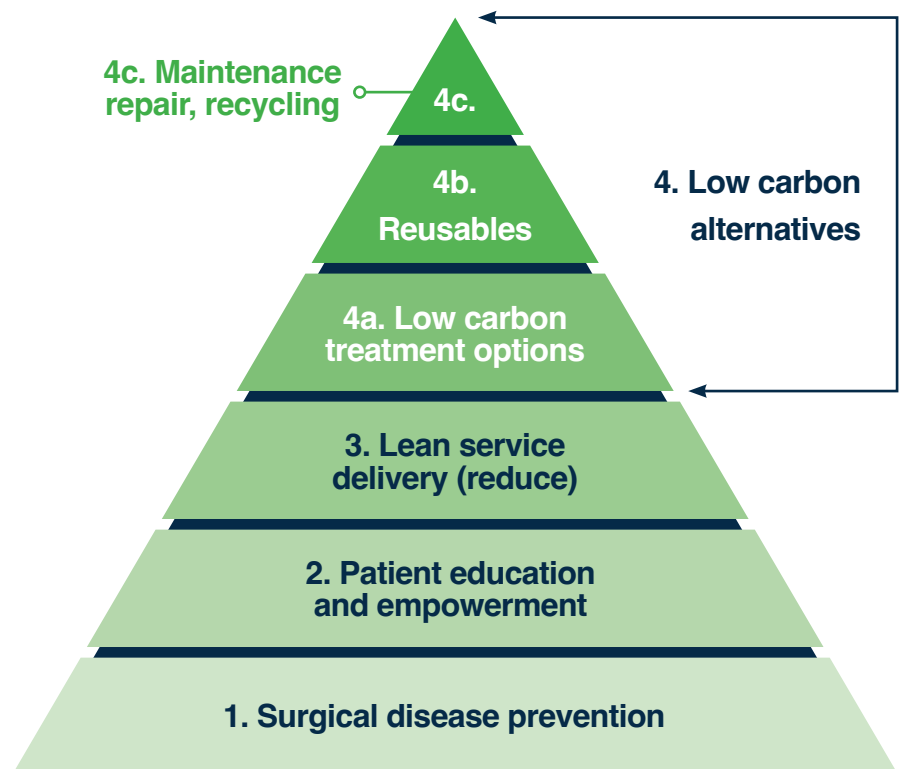 4c. Maintenance
repair, recycling
4c.
4b.
Reusables
4. Low carbon
alternatives
4a. Low carbon
treatment options
3. Lean service
delivery (reduce)
2. Patient education
and empowerment
1. Surgical disease prevention